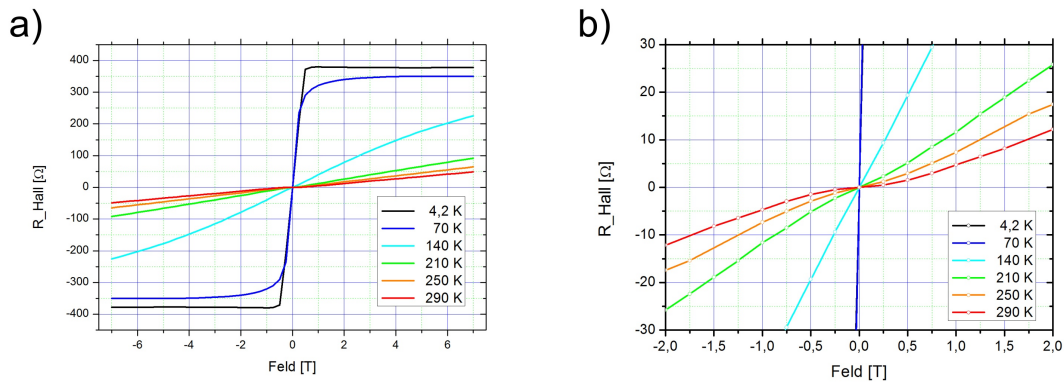 a)
R_Hall [Ω]
400
300
200
100
0
-100
-200
-300
-400
4,2 K
70 K
140 K
210 K
250 K
290 K
-6 -4 -2 0 2 4 6
Feld [T]
b)
R_Hall [Ω]
30
20
10
0
-10
-20
-30
4,2 K
70 K
140 K
210 K
250 K
290 K
-2,0 -1,5 -1,0 -0,5 0,0 0,5 1,0 1,5 2,0
Feld [T]